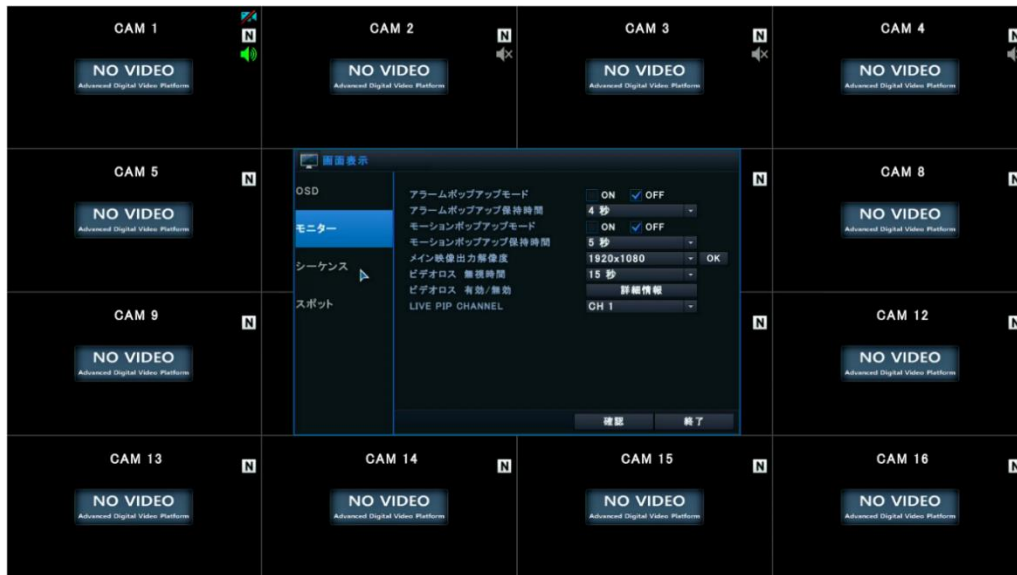 CAM 1
N
NO VIDEO
Advanced Digital Video Platform
CAM 2
N
NO VIDEO
Advanced Digital Video Platform
CAM 3
N
NO VIDEO
Advanced Digital Video Platform
CAM 4
N
NO VIDEO
Advanced Digital Video Platform
CAM 5
N
NO VIDEO
Advanced Digital Video Platform
画面表示
OSD
モニター
シーケンス
スポット
アラームポップアップモード ON OFF
アラームポップアップ保持時間 4 秒
モーションポップアップモード ON OFF
モーションポップアップ保持時間 5 秒
メイン映像出力解像度 1920x1080 OK
ビデオロス 無視時間 15 秒
ビデオロス 有効/無効 詳細情報
LIVE PIP CHANNEL CH 1
確認 終了
N
CAM 8
N
NO VIDEO
Advanced Digital Video Platform
CAM 9
N
NO VIDEO
Advanced Digital Video Platform
N
CAM 12
N
NO VIDEO
Advanced Digital Video Platform
CAM 13
N
NO VIDEO
Advanced Digital Video Platform
CAM 14
N
NO VIDEO
Advanced Digital Video Platform
CAM 15
N
NO VIDEO
Advanced Digital Video Platform
CAM 16
N
NO VIDEO
Advanced Digital Video Platform